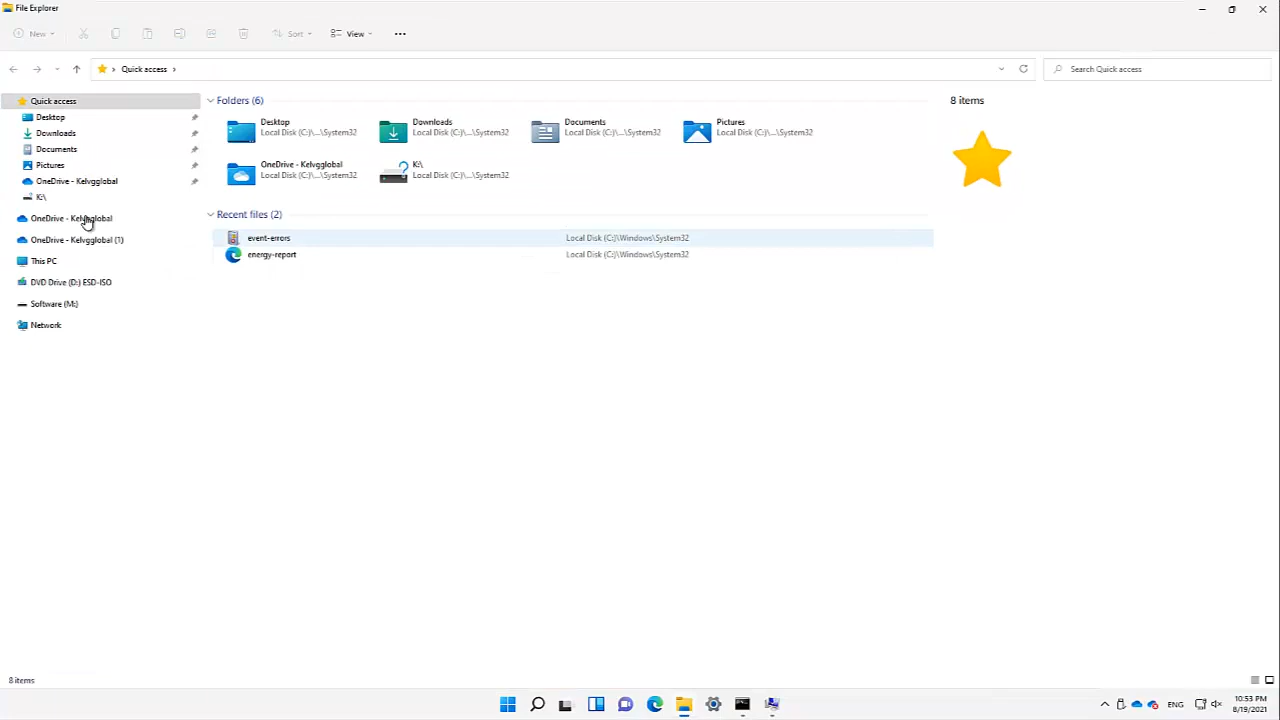 File Explorer
New
Sort
View
Quick access
Search Quick access
Quick access
Desktop
Downloads
Documents
Pictures
OneDrive - Kelvgglobal
K:\
OneDrive - Kelvgglobal
OneDrive - Kelvgglobal (1)
This PC
DVD Drive (D:) ESD-ISO
Software (M:)
Network
Folders (6)
Desktop
Local Disk (C:)\...\System32
Downloads
Local Disk (C:)\...\System32
Documents
Local Disk (C:)\...\System32
Pictures
Local Disk (C:)\...\System32
OneDrive - Kelvgglobal
Local Disk (C:)\...\System32
K:\
Local Disk (C:)\...\System32
Recent files (2)
event-errors
Local Disk (C:)\Windows\System32
energy-report
Local Disk (C:)\Windows\System32
8 items
8 items
ENG
10:53 PM
8/19/2021